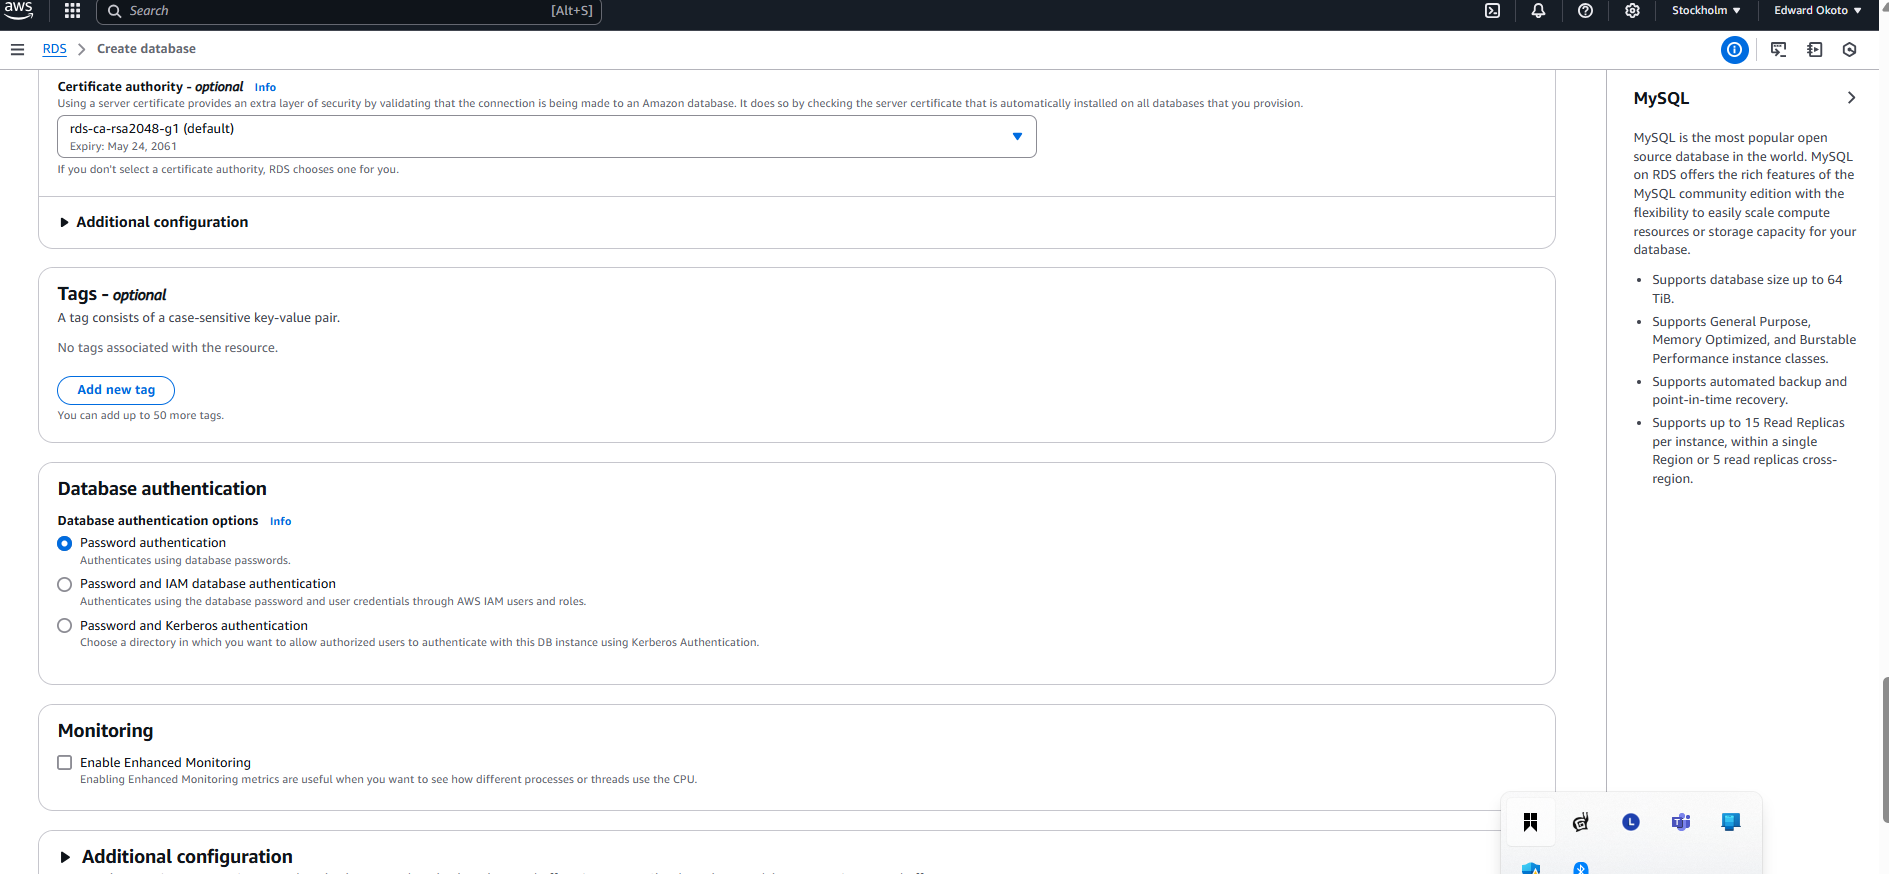 aws
Search
[Alt+S]
Stockholm
Edward Okoto
RDS
Create database
Certificate authority - optional Info
Using a server certificate provides an extra layer of security by validating that the connection is being made to an Amazon database. It does so by checking the server certificate that is automatically installed on all databases that you provision.
rds-ca-rsa2048-g1 (default)
Expiry: May 24, 2061
If you don't select a certificate authority, RDS chooses one for you.
Additional configuration
Tags - optional
A tag consists of a case-sensitive key-value pair.
No tags associated with the resource.
Add new tag
You can add up to 50 more tags.
Database authentication
Database authentication options Info
Password authentication
Authenticates using database passwords.
Password and IAM database authentication
Authenticates using the database password and user credentials through AWS IAM users and roles.
Password and Kerberos authentication
Choose a directory in which you want to allow authorized users to authenticate with this DB instance using Kerberos Authentication.
Monitoring
Enable Enhanced Monitoring
Enabling Enhanced Monitoring metrics are useful when you want to see how different processes or threads use the CPU.
Additional configuration
MySQL
MySQL is the most popular open
source database in the world. MySQL
on RDS offers the rich features of the
MySQL community edition with the
flexibility to easily scale compute
resources or storage capacity for your
database.
• Supports database size up to 64
TiB.
• Supports General Purpose,
Memory Optimized, and Burstable
Performance instance classes.
• Supports automated backup and
point-in-time recovery.
• Supports up to 15 Read Replicas
per instance, within a single
Region or 5 read replicas cross-
region.
L